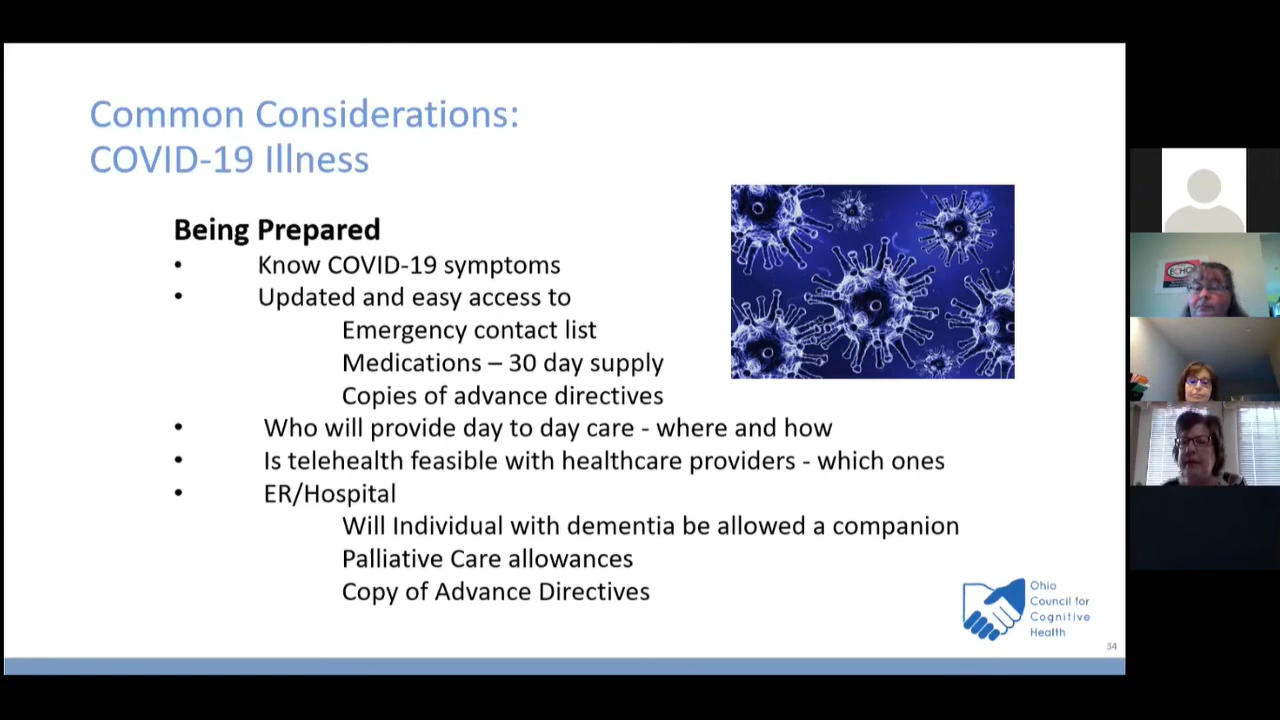 Common Considerations:
COVID-19 Illness
Being Prepared
• Know COVID-19 symptoms
• Updated and easy access to
Emergency contact list
Medications – 30 day supply
Copies of advance directives
• Who will provide day to day care - where and how
• Is telehealth feasible with healthcare providers - which ones
• ER/Hospital
Will Individual with dementia be allowed a companion
Palliative Care allowances
Copy of Advance Directives
Ohio
Council for
Cognitive
Health
34
ECHO